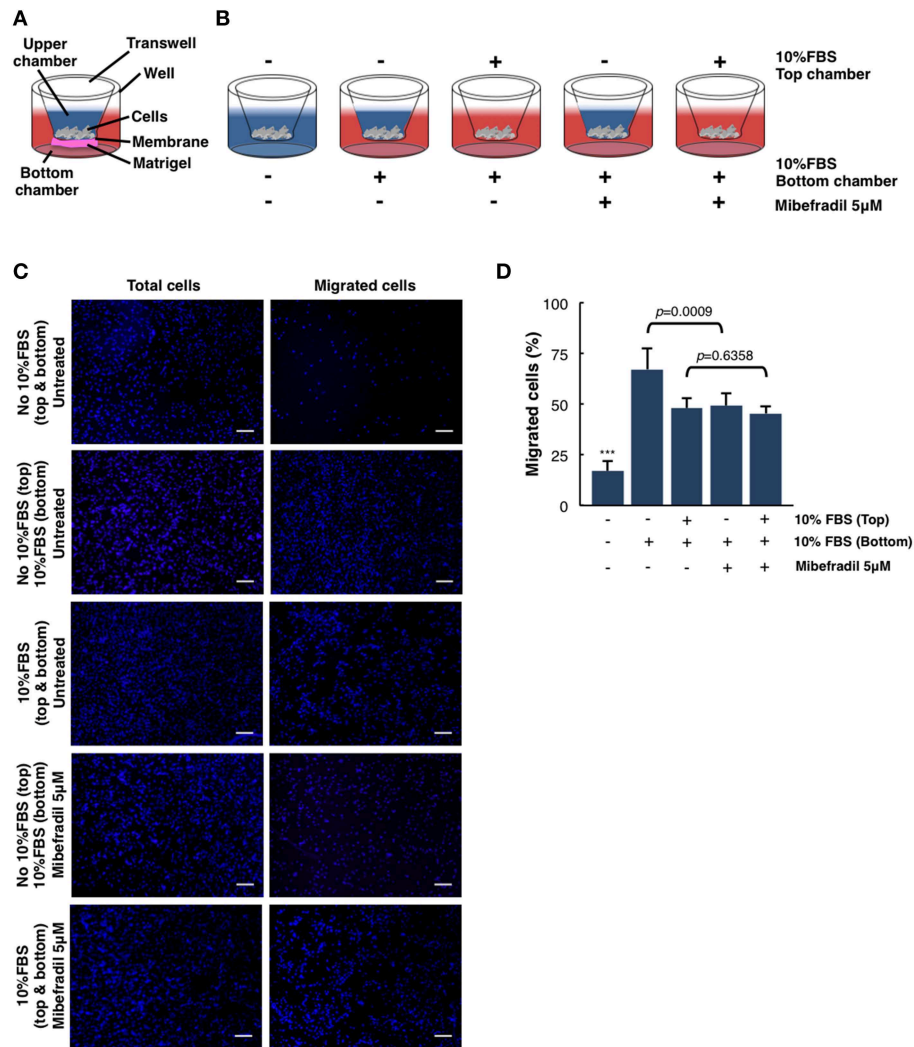 A
Upper
chamber
Transwell
Well
Cells
Membrane
Matrigel
Bottom
chamber
B
- - + - +
10%FBS
Top chamber
- + + + +
10%FBS
Bottom chamber
- - - + +
Mibefradil 5µM
C
Total cells
Migrated cells
No 10%FBS
(top & bottom)
Untreated
No 10%FBS (top)
10%FBS (bottom)
Untreated
10%FBS
(top & bottom)
Untreated
No 10%FBS (top)
10%FBS (bottom)
Mibefradil 5µM
10%FBS
(top & bottom)
Mibefradil 5µM
D
Migrated cells (%)
100
75
50
25
0
p=0.0009
p=0.6358
***
- - + - + 10% FBS (Top)
- + + + + 10% FBS (Bottom)
- - - + + Mibefradil 5µM